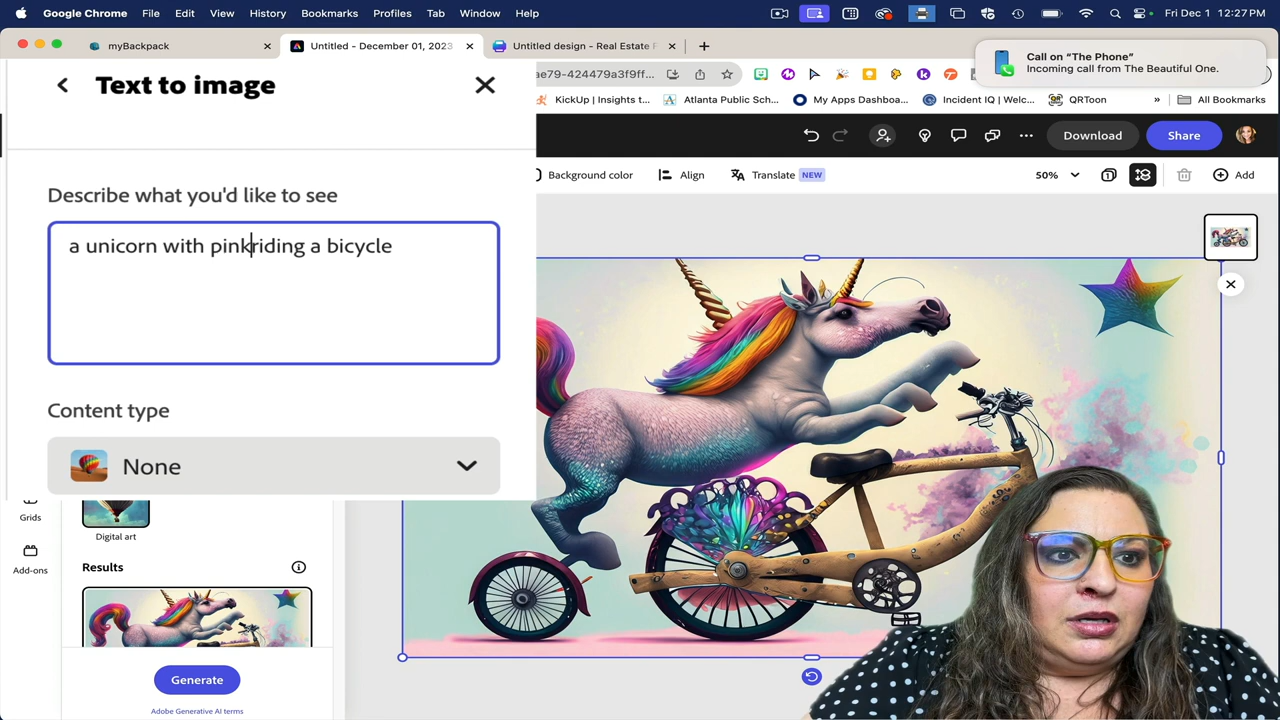 Google Chrome File Edit View History Bookmarks Profiles Tab Window Help Fri Dec 1 12:27 PM
myBackpack Untitled - December 01, 2023 Untitled design - Real Estate
Call on "The Phone"
Incoming call from The Beautiful One.
ae79-424479a3f9ff...
KickUp | Insights t... Atlanta Public Sch... My Apps Dashboa... Incident IQ | Welc... QRToon » All Bookmarks
Text to image
Download Share
Background color Align Translate NEW 50% Add
Describe what you'd like to see
a unicorn with pinkriding a bicycle
Content type
None
Grids
Digital art
Add-ons
Results
Generate
Adobe Generative AI terms